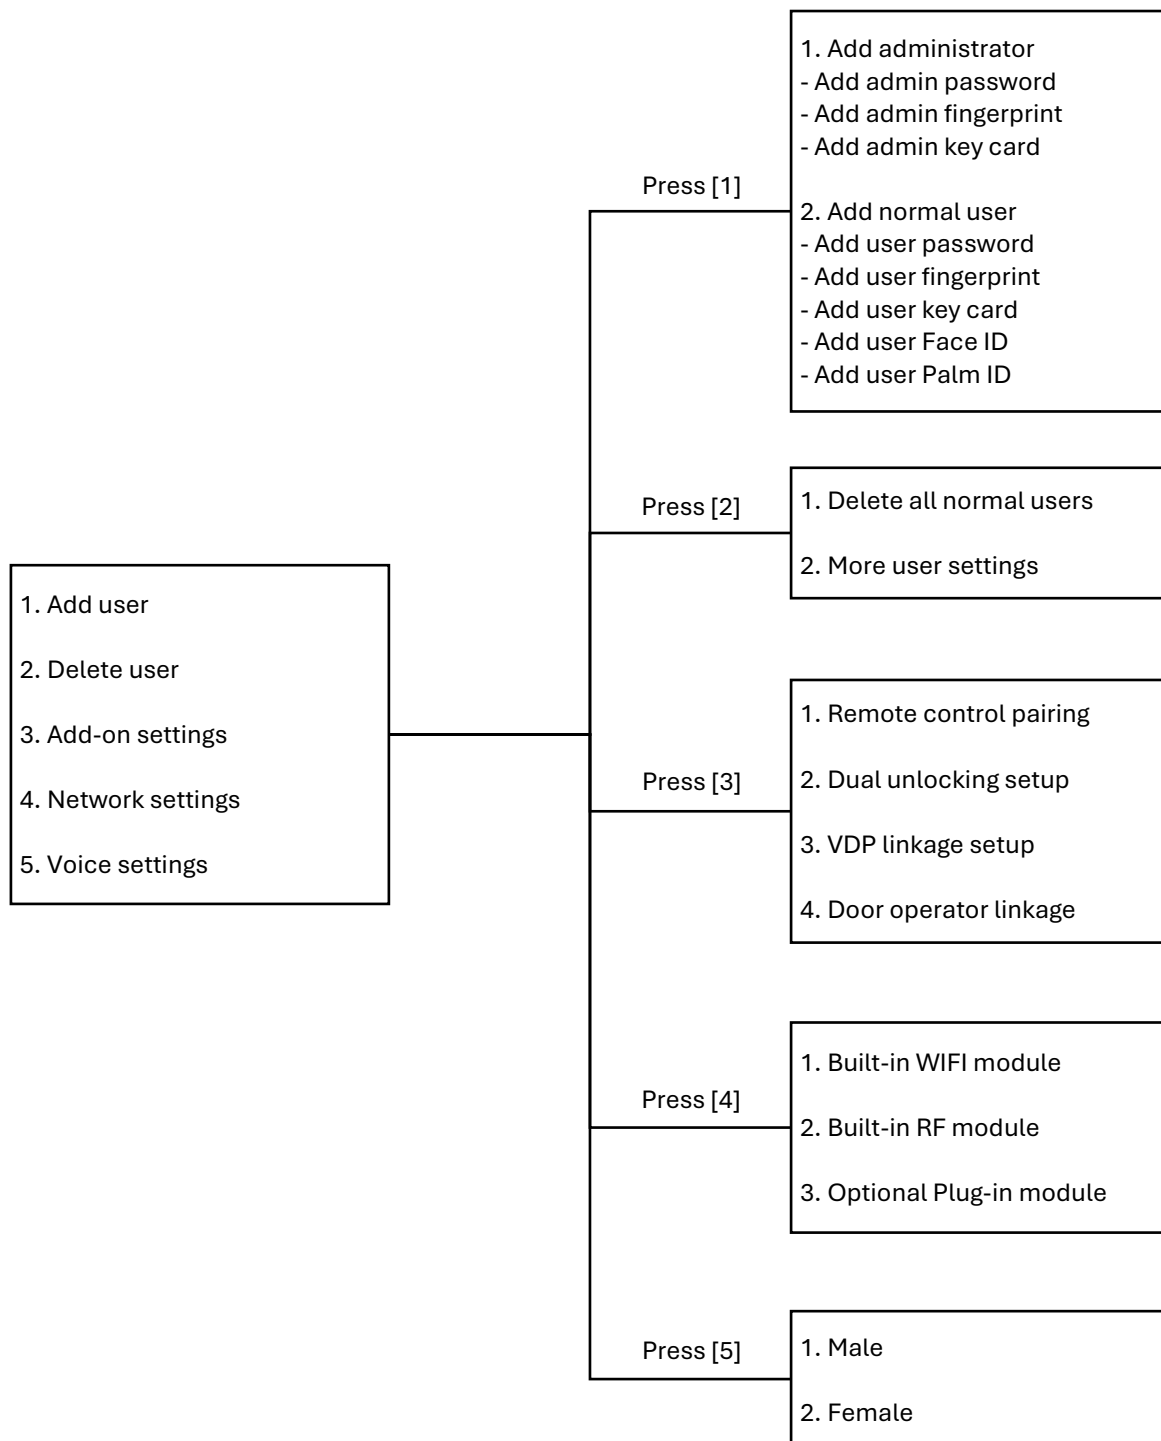 1. Add user
2. Delete user
3. Add-on settings
4. Network settings
5. Voice settings
Press [1]
1. Add administrator
- Add admin password
- Add admin fingerprint
- Add admin key card
2. Add normal user
- Add user password
- Add user fingerprint
- Add user key card
- Add user Face ID
- Add user Palm ID
Press [2]
1. Delete all normal users
2. More user settings
Press [3]
1. Remote control pairing
2. Dual unlocking setup
3. VDP linkage setup
4. Door operator linkage
Press [4]
1. Built-in WIFI module
2. Built-in RF module
3. Optional Plug-in module
Press [5]
1. Male
2. Female